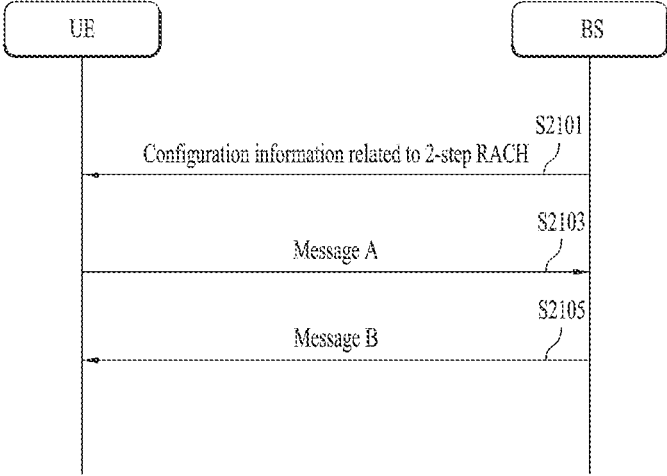 UE
BS
S2101
Configuration information related to 2-step RACH
S2103
Message A
S2105
Message B